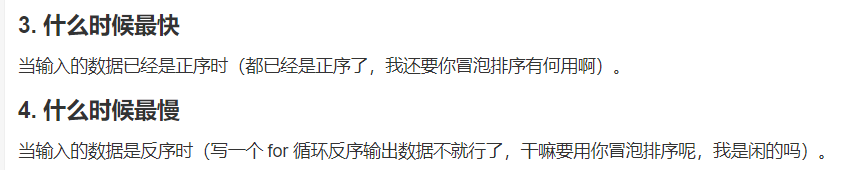 3. 什么时候最快
当输入的数据已经是正序时（都已经是正序了，我还要你冒泡排序有何用啊）。
4. 什么时候最慢
当输入的数据是反序时（写一个 for 循环反序输出数据不就行了，干嘛要用你冒泡排序呢，我是闲的吗）。